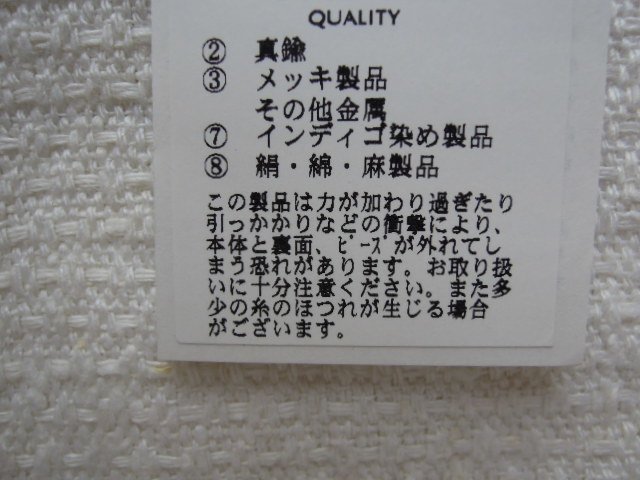 QUALITY
② 真鍮
③ メッキ製品
その他金属
⑦ インディゴ染め製品
⑧ 絹・綿・麻製品
この製品は力が加わり過ぎたり
引っかかりなどの衝撃により、
本体と裏面、ﾋﾞｰｽﾞが外れてし
まう恐れがあります。お取り扱
いに十分注意ください。また多
少の糸のほつれが生じる場合
がございます。